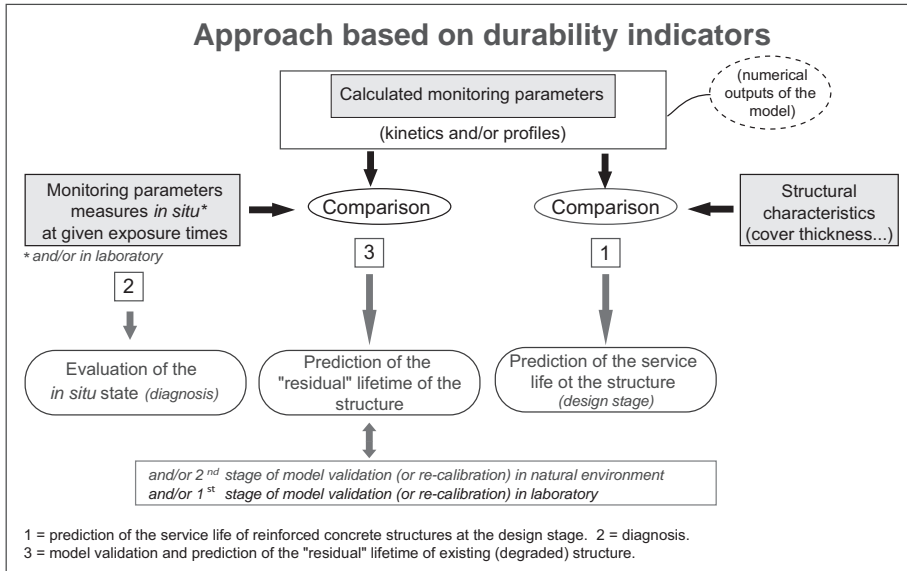 Approach based on durability indicators
Calculated monitoring parameters
(kinetics and/or profiles)
(numerical
outputs of the
model)
Monitoring parameters
measures in situ*
at given exposure times
* and/or in laboratory
Comparison
Comparison
Structural
characteristics
(cover thickness...)
2
3
1
Evaluation of the
in situ state (diagnosis)
Prediction of the
"residual" lifetime of the
structure
Prediction of the service
life ot the structure
(design stage)
and/or 2nd stage of model validation (or re-calibration) in natural environment
and/or 1st stage of model validation (or re-calibration) in laboratory
1 = prediction of the service life of reinforced concrete structures at the design stage. 2 = diagnosis.
3 = model validation and prediction of the "residual" lifetime of existing (degraded) structure.